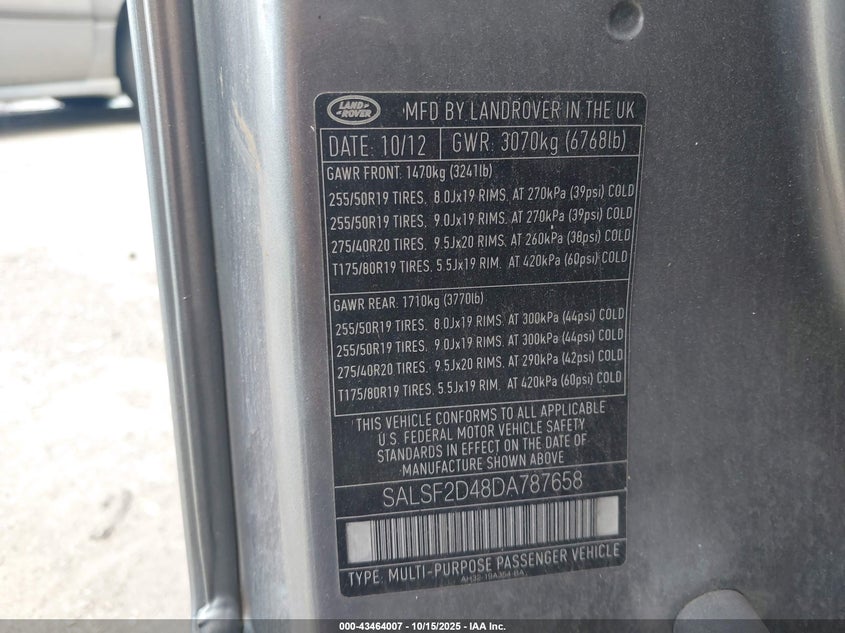 LAND ROVER
MFD BY LANDROVER IN THE UK
DATE: 10/12 GWR: 3070kg (6768lb)
GAWR FRONT: 1470kg (3241lb)
255/50R19 TIRES, 8.0Jx19 RIMS, AT 270kPa (39psi) COLD
255/50R19 TIRES, 9.0Jx19 RIMS, AT 270kPa (39psi) COLD
275/40R20 TIRES, 9.5Jx20 RIMS, AT 260kPa (38psi) COLD
T175/80R19 TIRES, 5.5Jx19 RIM, AT 420kPa (60psi) COLD
GAWR REAR: 1710kg (3770lb)
255/50R19 TIRES, 8.0Jx19 RIMS, AT 300kPa (44psi) COLD
255/50R19 TIRES, 9.0Jx19 RIMS, AT 300kPa (44psi) COLD
275/40R20 TIRES, 9.5Jx20 RIMS, AT 290kPa (42psi) COLD
T175/80R19 TIRES, 5.5Jx19 RIM, AT 420kPa (60psi) COLD
THIS VEHICLE CONFORMS TO ALL APPLICABLE
U.S. FEDERAL MOTOR VEHICLE SAFETY
STANDARDS IN EFFECT ON THE DATE OF
MANUFACTURE SHOWN ABOVE
SALSF2D48DA787658
TYPE: MULTI-PURPOSE PASSENGER VEHICLE
000-43464007 - 10/15/2025 - IAA Inc.